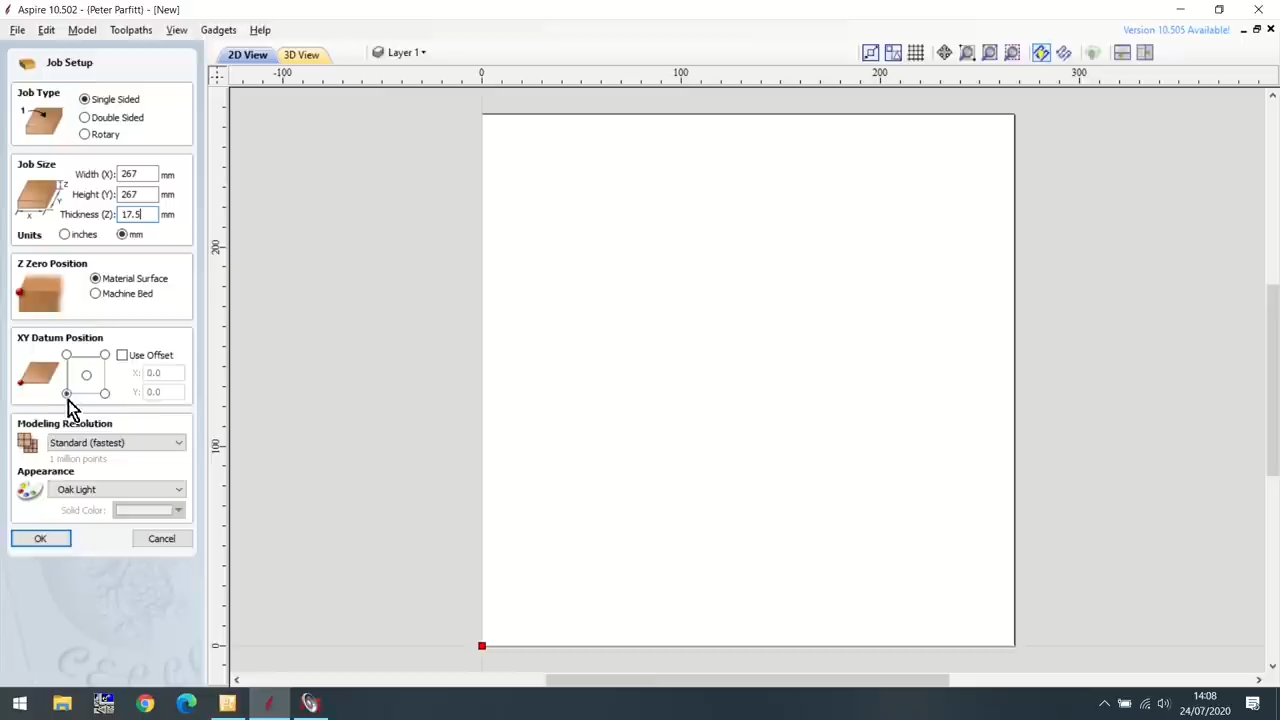 Aspire 10.502 - (Peter Parfitt) - [New]
File Edit Model Toolpaths View Gadgets Help
Version 10.505 Available!
2D View 3D View Layer 1
Job Setup
-100 0 100 200 300
Job Type
Single Sided
1
Double Sided
Rotary
Job Size
Width (X): 267 mm
Z
Height (Y): 267 mm
Y
Thickness (Z): 17.5 mm
X
Units inches mm
200
Z Zero Position
Material Surface
Machine Bed
XY Datum Position
Use Offset
X: 0.0
Y: 0.0
Modeling Resolution
Standard (fastest)
100
1 million points
Appearance
Oak Light
Solid Color:
OK Cancel
0
14:08
24/07/2020